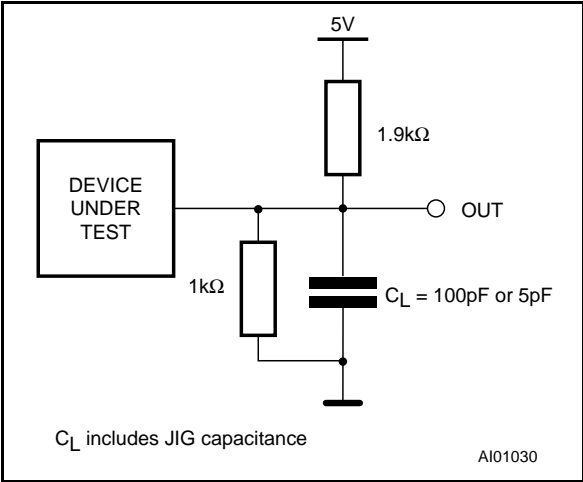 5V
1.9kΩ
DEVICE
UNDER
TEST
OUT
1kΩ
CL = 100pF or 5pF
CL includes JIG capacitance
AI01030